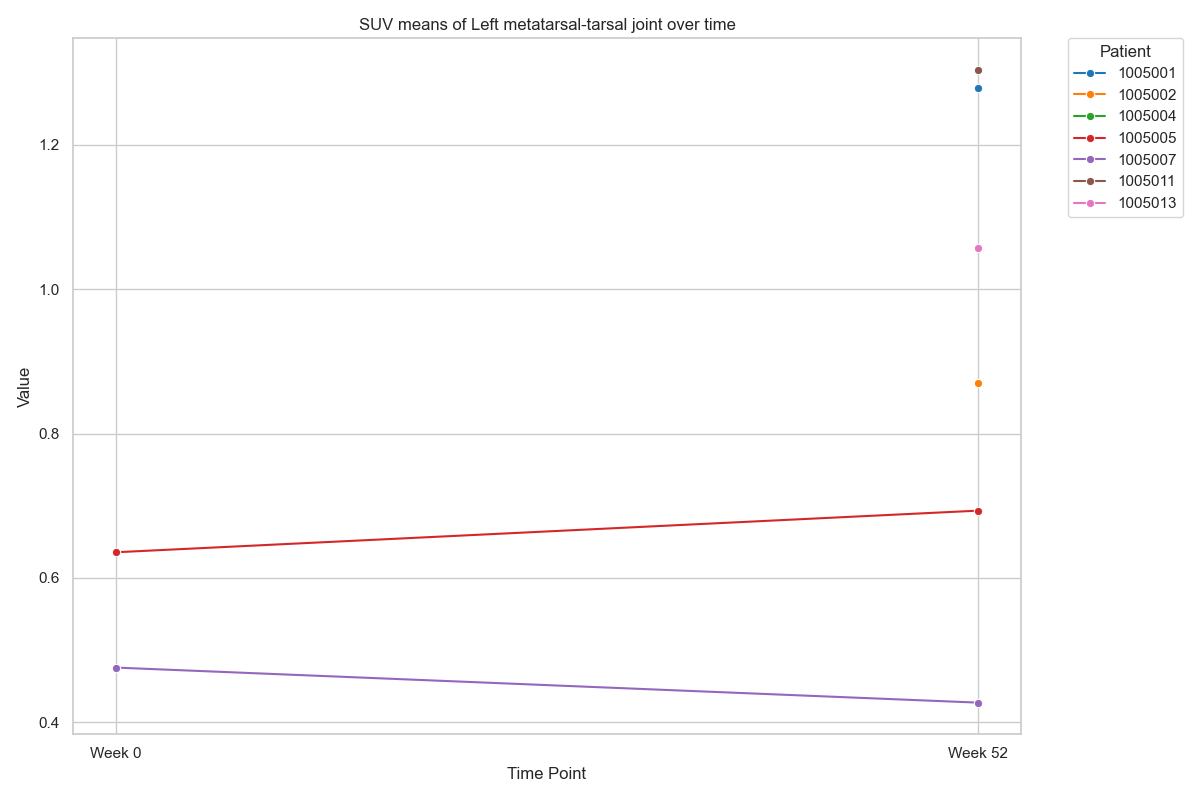 SUV means of Left metatarsal-tarsal joint over time
Patient
1005001
1005002
1005004
1005005
1005007
1005011
1005013
1.2
1.0
0.8
0.6
0.4
Value
Week 0
Week 52
Time Point